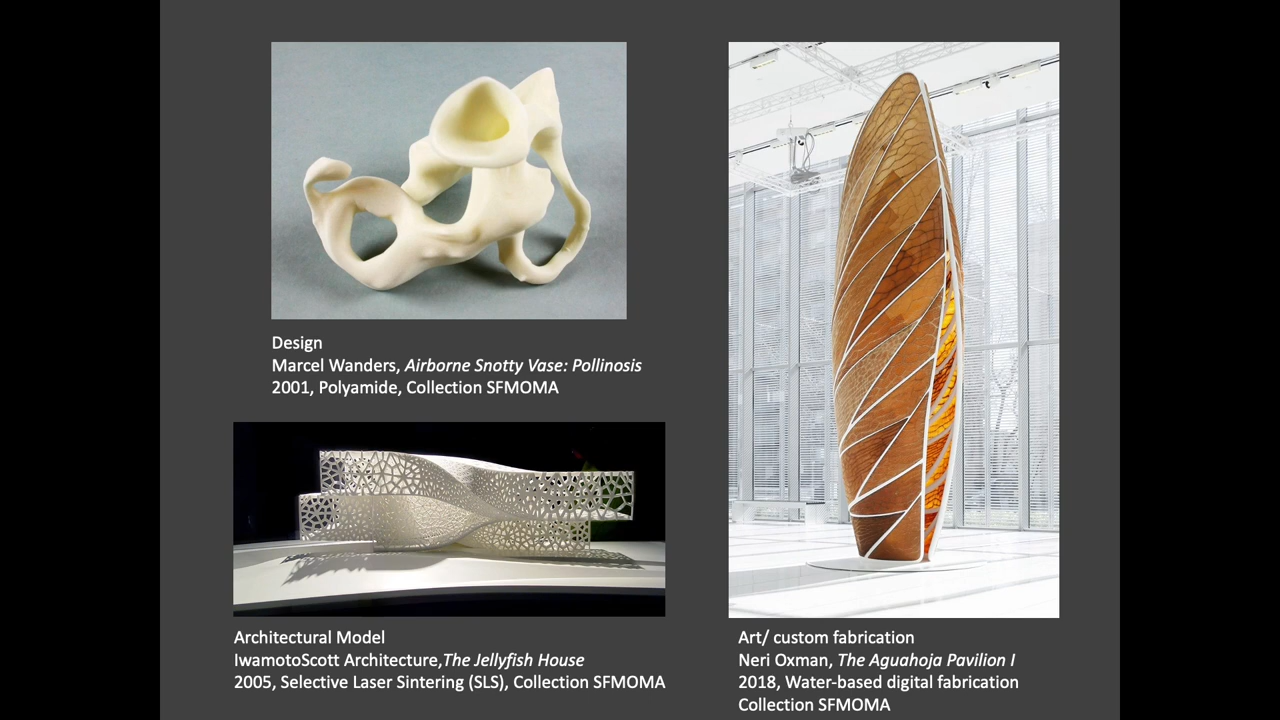 Design
Marcel Wanders, Airborne Snotty Vase: Pollinosis
2001, Polyamide, Collection SFMOMA
Architectural Model
IwamotoScott Architecture,The Jellyfish House
2005, Selective Laser Sintering (SLS), Collection SFMOMA
Art/ custom fabrication
Neri Oxman, The Aguahoja Pavilion I
2018, Water-based digital fabrication
Collection SFMOMA